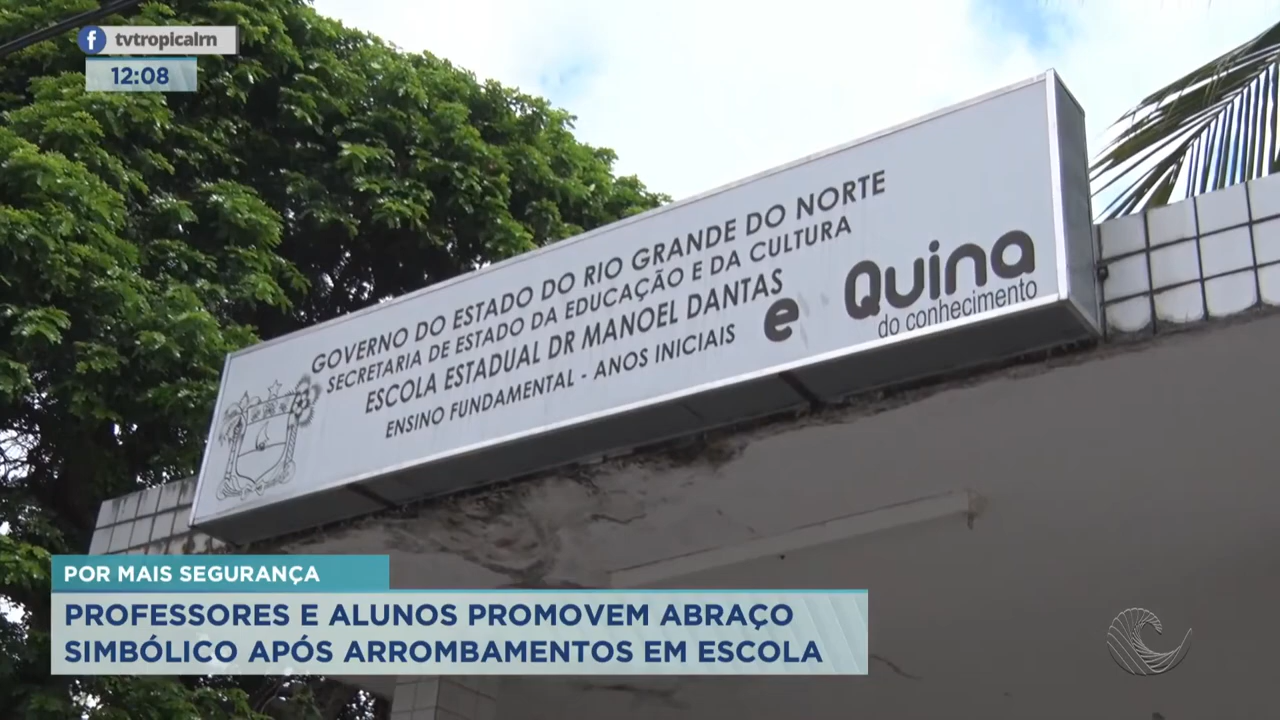 tvtropicalrn
12:08
GOVERNO DO ESTADO DO RIO GRANDE DO NORTE
SECRETARIA DE ESTADO DA EDUCAÇÃO E DA CULTURA
ESCOLA ESTADUAL DR MANOEL DANTAS
ENSINO FUNDAMENTAL - ANOS INICIAIS
e Quina
do conhecimento
POR MAIS SEGURANÇA
PROFESSORES E ALUNOS PROMOVEM ABRAÇO
SIMBÓLICO APÓS ARROMBAMENTOS EM ESCOLA